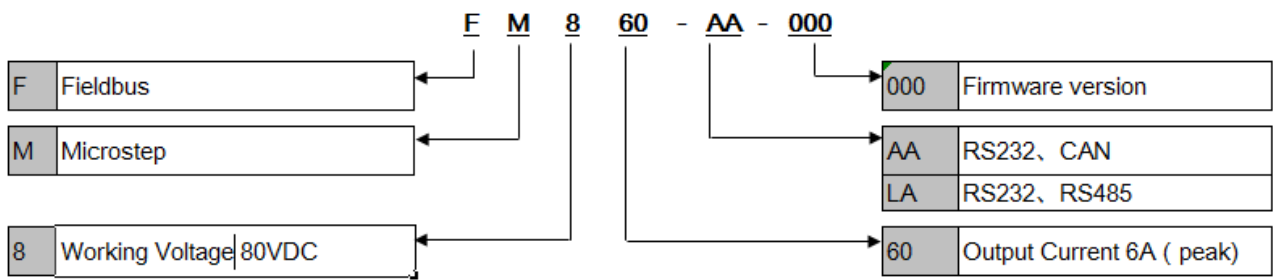 F M 8 60 - AA - 000
F Fieldbus
000 Firmware version
M Microstep
AA RS232、CAN
LA RS232、RS485
8 Working Voltage 80VDC
60 Output Current 6A ( peak)